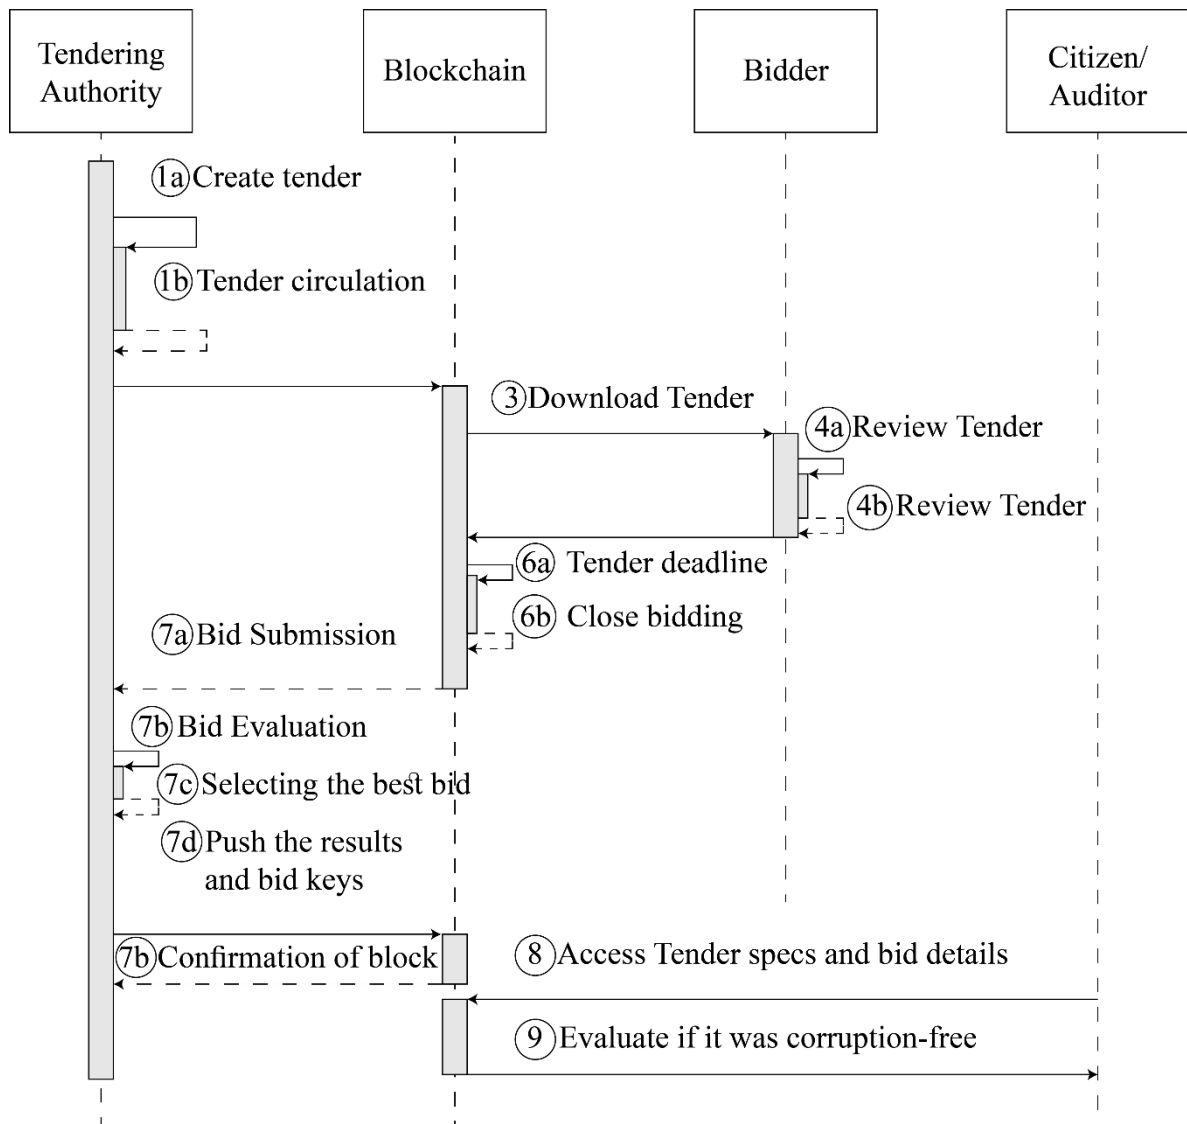 Tendering
Authority
Blockchain
Bidder
Citizen/
Auditor
1a Create tender
1b Tender circulation
3 Download Tender
4a Review Tender
4b Review Tender
6a Tender deadline
6b Close bidding
7a Bid Submission
7b Bid Evaluation
7c Selecting the best bid
7d Push the results
and bid keys
7b Confirmation of block
8 Access Tender specs and bid details
9 Evaluate if it was corruption-free